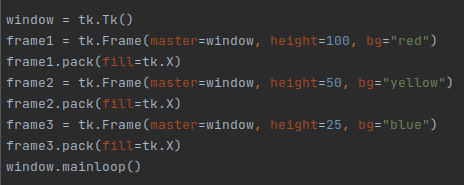 window = tk.Tk()
frame1 = tk.Frame(master=window, height=100, bg="red")
frame1.pack(fill=tk.X)
frame2 = tk.Frame(master=window, height=50, bg="yellow")
frame2.pack(fill=tk.X)
frame3 = tk.Frame(master=window, height=25, bg="blue")
frame3.pack(fill=tk.X)
window.mainloop()